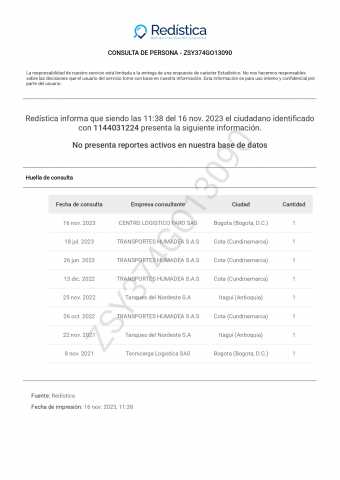 Redistica
CONSULTA DE PERSONA - ZSY374GO13090
La responsabilidad de nuestro servicio está limitada a la entrega de una respuesta de carácter Estadístico. No nos hacemos responsables
sobre las decisiones que el usuario del servicio tome con base en nuestra información. Esta información es para uso interno y confidencial por
parte del usuario.
Redistica informa que siendo las 11:38 del 16 nov. 2023 el ciudadano identificado
con 1144031224 presenta la siguiente información.
No presenta reportes activos en nuestra base de datos
Huella de consulta
Fecha de consulta Empresa consultante Ciudad Cantidad
16 nov. 2023 CENTRO LOGISTICO FARO SAS Bogota (Bogota, D.C.) 1
18 jul. 2023 TRANSPORTES HUMADEA S.A.S Cota (Cundinamarca) 1
26 jun. 2023 TRANSPORTES HUMADEA S.A.S Cota (Cundinamarca) 1
13 dic. 2022 TRANSPORTES HUMADEA S.A.S Cota (Cundinamarca) 1
25 nov. 2022 Tanques del Nordeste S.A Itagui (Antioquia) 1
26 oct. 2022 TRANSPORTES HUMADEA S.A.S Cota (Cundinamarca) 1
22 nov. 2021 Tanques del Nordeste S.A Itagui (Antioquia) 1
8 nov. 2021 Tecnicarga Logistica SAS Bogota (Bogota, D.C.) 1
ZSY374GO13090
Fuente: Redistica
Fecha de impresión: 16 nov. 2023, 11:38